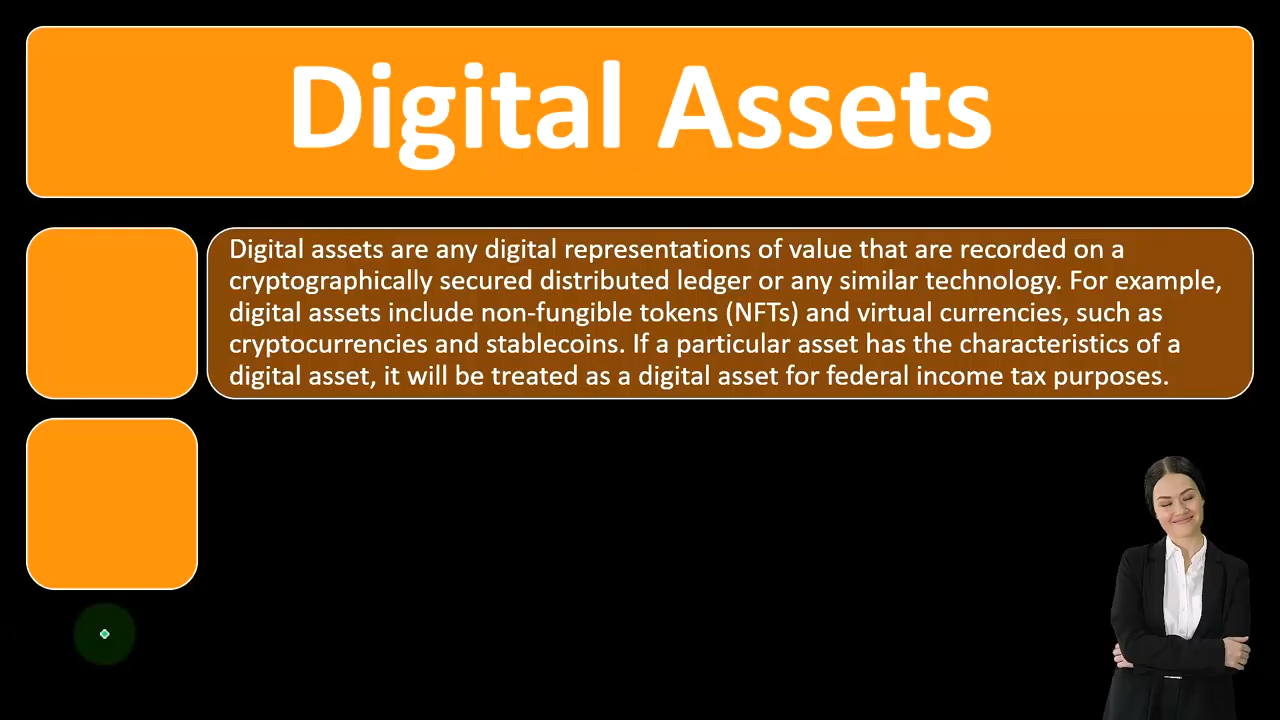 Digital Assets
Digital assets are any digital representations of value that are recorded on a
cryptographically secured distributed ledger or any similar technology. For example,
digital assets include non-fungible tokens (NFTs) and virtual currencies, such as
cryptocurrencies and stablecoins. If a particular asset has the characteristics of a
digital asset, it will be treated as a digital asset for federal income tax purposes.